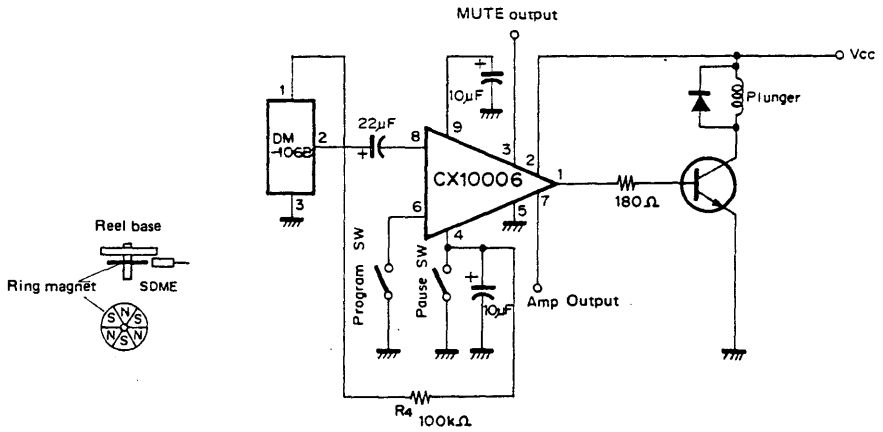 MUTE output
Vcc
10μF
Plunger
1
22μF
9
DM
-106B
2
8
3
2
CX10006
1
180Ω
6
5
7
3
4
Reel base
Program SW
Pause SW
Ring magnet
SDME
10μF
Amp Output
S N S
N S N
R4
100kΩ